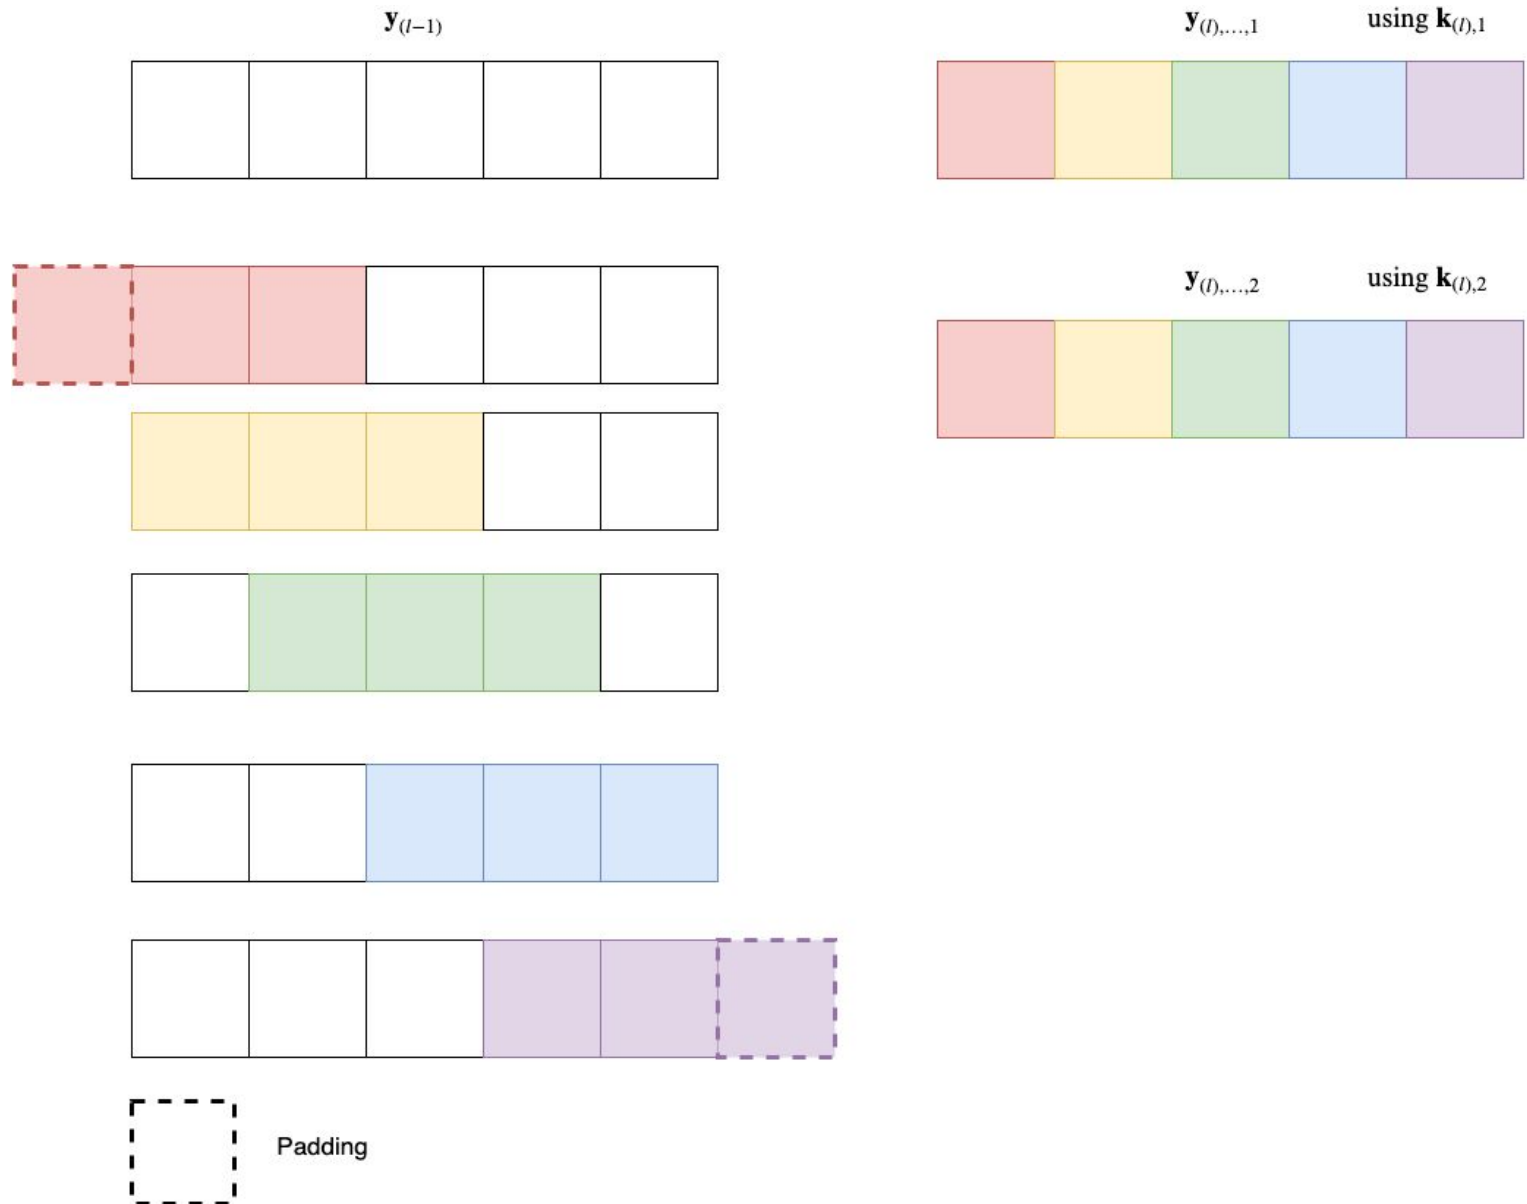 y(l−1)
y(l),…,1 using k(l),1
y(l),…,2 using k(l),2
Padding